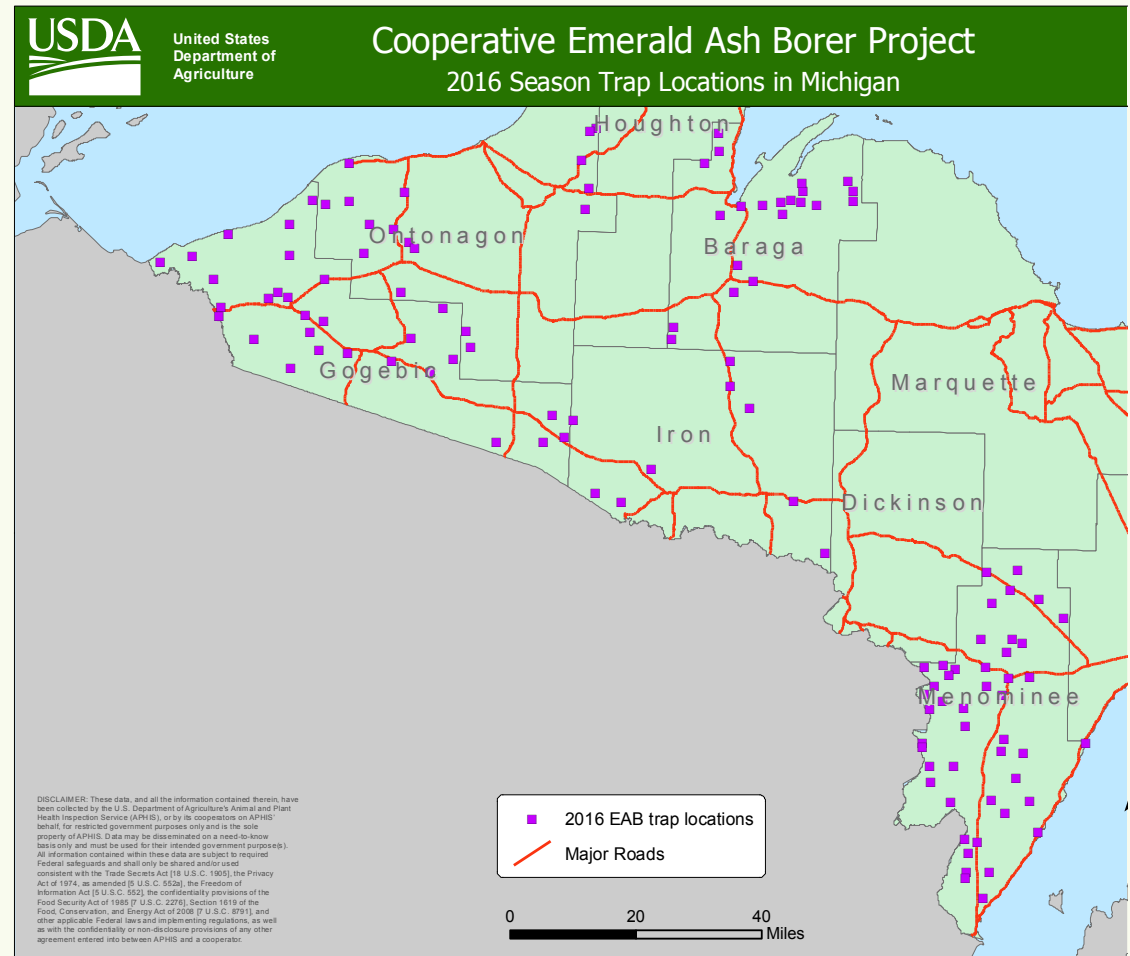 USDA
United States
Department of
Agriculture
Cooperative Emerald Ash Borer Project
2016 Season Trap Locations in Michigan
Houghton
Ontonagon
Baraga
Gogebic
Marquette
Iron
Dickinson
Menominee
DISCLAIMER: These data, and all the information contained therein, have
been collected by the U.S. Department of Agriculture's Animal and Plant
Health Inspection Service (APHIS), or by its cooperators on APHIS'
behalf, for restricted government purposes only and is the sole
property of APHIS. Data may be disseminated on a need-to-know
basis only and must be used for their intended government purpose(s).
All information contained within these data are subject to required
Federal safeguards and shall only be shared and/or used
consistent with the Trade Secrets Act [18 U.S.C. 1905], the Privacy
Act of 1974, as amended [5 U.S.C. 552a], the Freedom of
Information Act [5 U.S.C. 552], the confidentiality provisions of the
Food Security Act of 1985 [7 U.S.C. 2276], Section 1619 of the
Food, Conservation, and Energy Act of 2008 [7 U.S.C. 8791], and
other applicable Federal laws and implementing regulations, as well
as with the confidentiality or non-disclosure provisions of any other
agreement entered into between APHIS and a cooperator.
2016 EAB trap locations
Major Roads
0 20 40
Miles